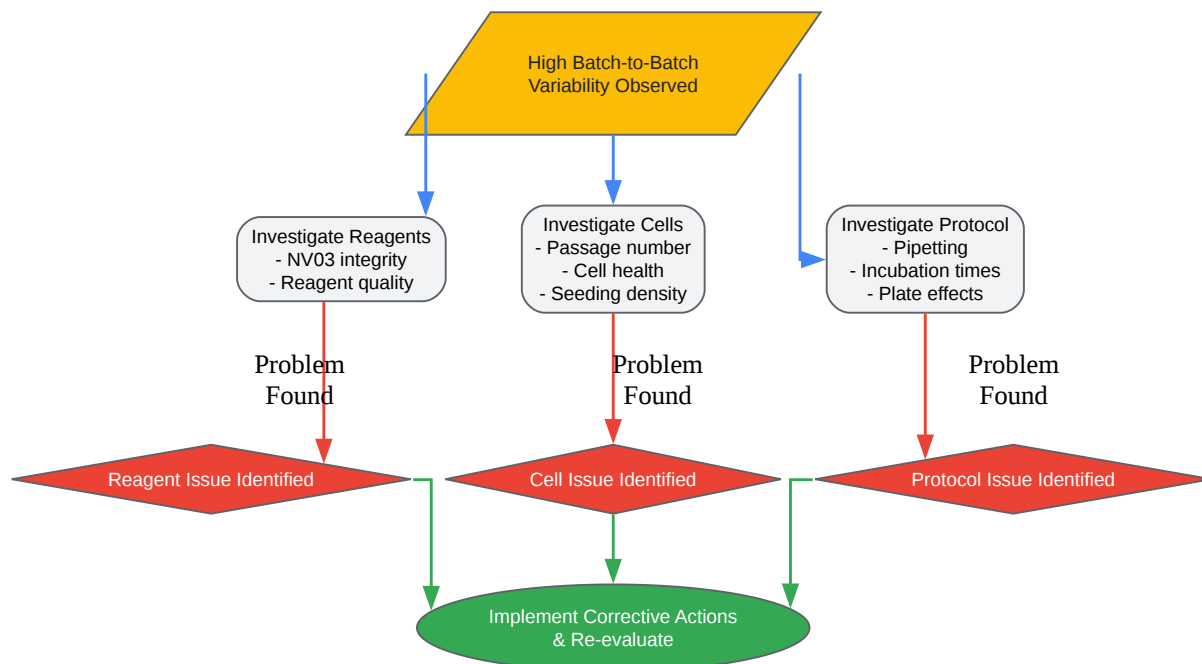 High Batch-to-Batch
Variability Observed
Investigate Reagents
- NV03 integrity
- Reagent quality
Investigate Cells
- Passage number
- Cell health
- Seeding density
Investigate Protocol
- Pipetting
- Incubation times
- Plate effects
Problem
Found
Problem
Found
Problem
Found
Reagent Issue Identified
Cell Issue Identified
Protocol Issue Identified
Implement Corrective Actions
& Re-evaluate